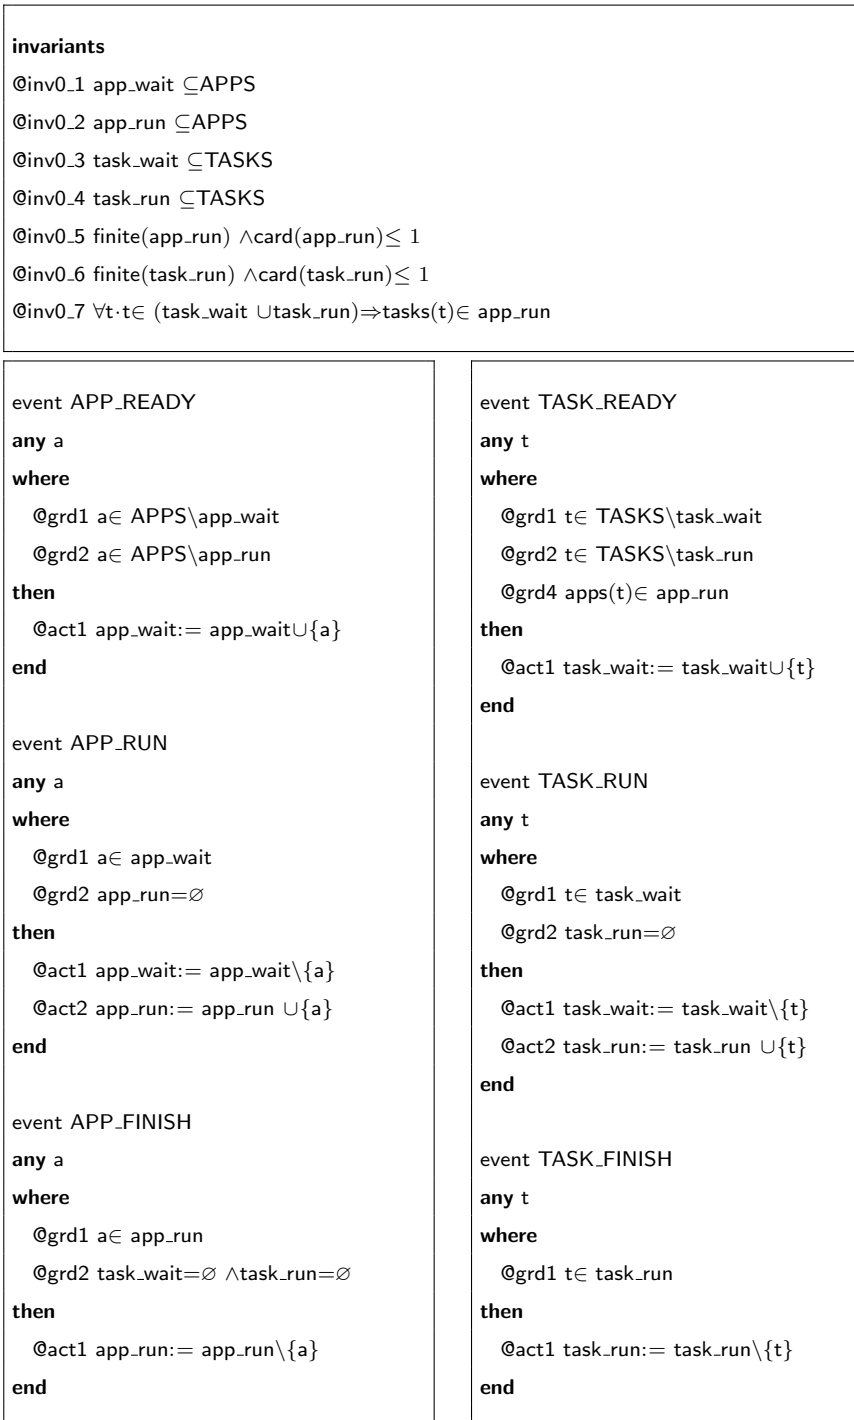 invariants
@inv0_1 app_wait ⊆APPS
@inv0_2 app_run ⊆APPS
@inv0_3 task_wait ⊆TASKS
@inv0_4 task_run ⊆TASKS
@inv0_5 finite(app_run) ∧card(app_run)≤ 1
@inv0_6 finite(task_run) ∧card(task_run)≤ 1
@inv0_7 ∀t·t∈ (task_wait ∪task_run)⇒tasks(t)∈ app_run
event APP_READY
any a
where
@grd1 a∈ APPS\app_wait
@grd2 a∈ APPS\app_run
then
@act1 app_wait:= app_wait∪{a}
end
event APP_RUN
any a
where
@grd1 a∈ app_wait
@grd2 app_run=∅
then
@act1 app_wait:= app_wait\{a}
@act2 app_run:= app_run ∪{a}
end
event APP_FINISH
any a
where
@grd1 a∈ app_run
@grd2 task_wait=∅ ∧task_run=∅
then
@act1 app_run:= app_run\{a}
end
event TASK_READY
any t
where
@grd1 t∈ TASKS\task_wait
@grd2 t∈ TASKS\task_run
@grd4 apps(t)∈ app_run
then
@act1 task_wait:= task_wait∪{t}
end
event TASK_RUN
any t
where
@grd1 t∈ task_wait
@grd2 task_run=∅
then
@act1 task_wait:= task_wait\{t}
@act2 task_run:= task_run ∪{t}
end
event TASK_FINISH
any t
where
@grd1 t∈ task_run
then
@act1 task_run:= task_run\{t}
end